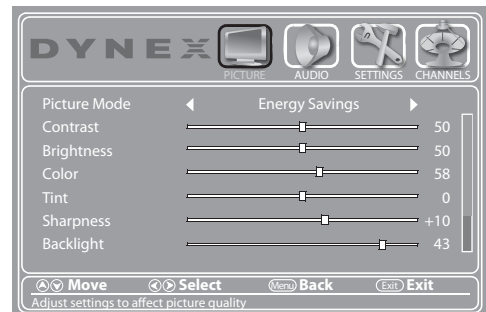 DYNEX
PICTURE AUDIO SETTINGS CHANNELS
Picture Mode Energy Savings
Contrast 50
Brightness 50
Color 58
Tint 0
Sharpness +10
Backlight 43
Move Select Menu Back Exit Exit
Adjust settings to affect picture quality